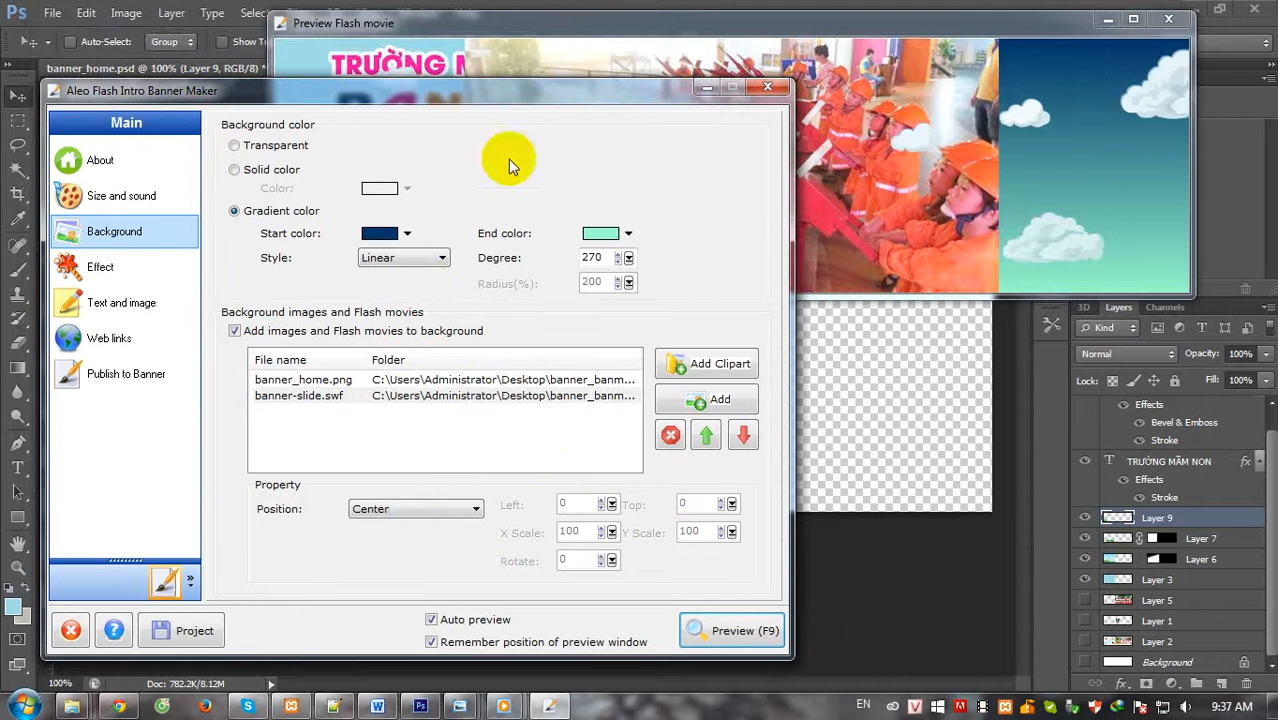 Ps File Edit Image Layer Type Select
Preview Flash movie
Auto-Select: Group Show
banner_home.psd @ 100% (Layer 9, RGB/8) *
TRƯỜNG M
Aleo Flash Intro Banner Maker
Main
About
Size and sound
Background
Effect
Text and image
Web links
Publish to Banner
Background color
Transparent
Solid color
Color:
Gradient color
Start color: End color:
Style: Linear Degree: 270
Radius(%): 200
Background images and Flash movies
Add images and Flash movies to background
File name Folder
banner_home.png C:\Users\Administrator\Desktop\banner_banm...
banner-slide.swf C:\Users\Administrator\Desktop\banner_banm...
Add Clipart
Add
Property
Position: Center Left: 0 Top: 0
X Scale: 100 Y Scale: 100
Rotate: 0
Project
Auto preview
Remember position of preview window
Preview (F9)
3D Layers Channels
Kind
Normal Opacity: 100%
Lock: Fill: 100%
Effects
Bevel & Emboss
Stroke
T TRƯỜNG MẦM NON fx
Effects
Stroke
Layer 9
Layer 7
Layer 6
Layer 3
Layer 5
Layer 1
Layer 2
Background
100% Doc: 782.2K/8.12M
EN 9:37 AM